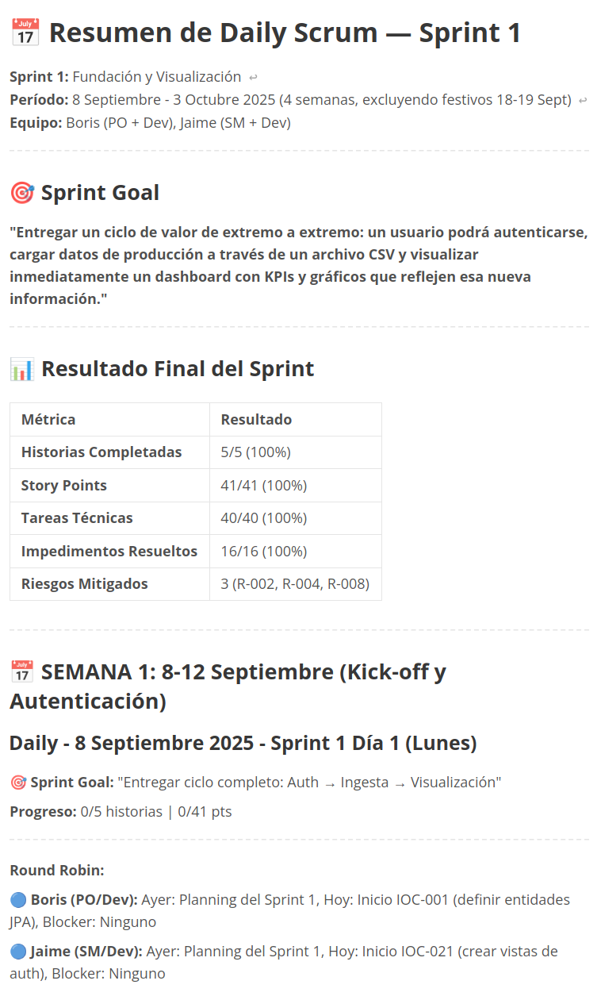 📅 Resumen de Daily Scrum — Sprint 1
Sprint 1: Fundación y Visualización ↩
Período: 8 Septiembre - 3 Octubre 2025 (4 semanas, excluyendo festivos 18-19 Sept) ↩
Equipo: Boris (PO + Dev), Jaime (SM + Dev)
🎯 Sprint Goal
"Entregar un ciclo de valor de extremo a extremo: un usuario podrá autenticarse,
cargar datos de producción a través de un archivo CSV y visualizar
inmediatamente un dashboard con KPIs y gráficos que reflejen esa nueva
información."
📊 Resultado Final del Sprint
Métrica Resultado
Historias Completadas 5/5 (100%)
Story Points 41/41 (100%)
Tareas Técnicas 40/40 (100%)
Impedimentos Resueltos 16/16 (100%)
Riesgos Mitigados 3 (R-002, R-004, R-008)
📅 SEMANA 1: 8-12 Septiembre (Kick-off y
Autenticación)
Daily - 8 Septiembre 2025 - Sprint 1 Día 1 (Lunes)
🎯 Sprint Goal: "Entregar ciclo completo: Auth → Ingesta → Visualización"
Progreso: 0/5 historias | 0/41 pts
Round Robin:
🔵 Boris (PO/Dev): Ayer: Planning del Sprint 1, Hoy: Inicio IOC-001 (definir entidades
JPA), Blocker: Ninguno
🔵 Jaime (SM/Dev): Ayer: Planning del Sprint 1, Hoy: Inicio IOC-021 (crear vistas de
auth), Blocker: Ninguno